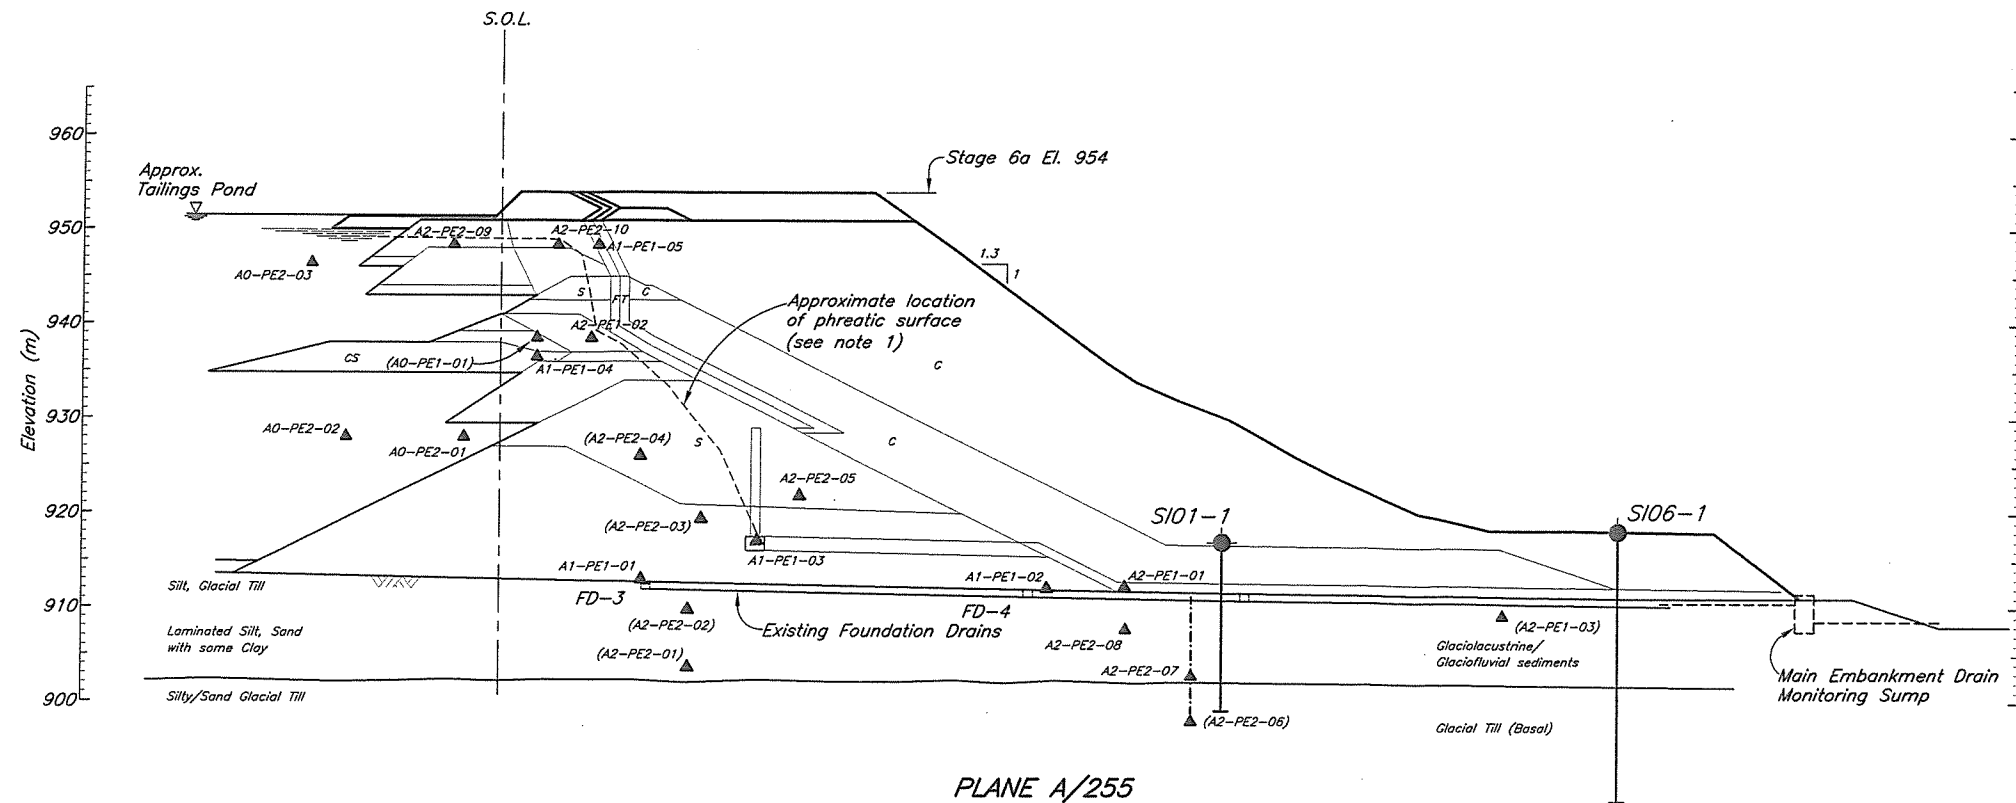 S.O.L.
960
950
940
930
920
910
900
Elevation (m)
Approx.
Tailings Pond
Stage 6a El. 954
A2-PE2-09
A2-PE2-10
A1-PE1-05
A0-PE2-03
1.3
1
S
FT
C
Approximate location
of phreatic surface
(see note 1)
A2-PE1-02
CS
(A0-PE1-01)
A1-PE1-04
C
A0-PE2-02
A0-PE2-01
(A2-PE2-04)
S
C
A2-PE2-05
(A2-PE2-03)
SI01-1
SI06-1
A1-PE1-03
A1-PE1-01
A1-PE1-02
A2-PE1-01
Silt, Glacial Till
FD-3
FD-4
(A2-PE2-02)
Existing Foundation Drains
A2-PE2-08
(A2-PE1-03)
Laminated Silt, Sand
with some Clay
Glaciolacustrine/
Glaciofluvial sediments
(A2-PE2-01)
A2-PE2-07
Main Embankment Drain
Monitoring Sump
Silty/Sand Glacial Till
(A2-PE2-06)
Glacial Till (Basal)
PLANE A/255